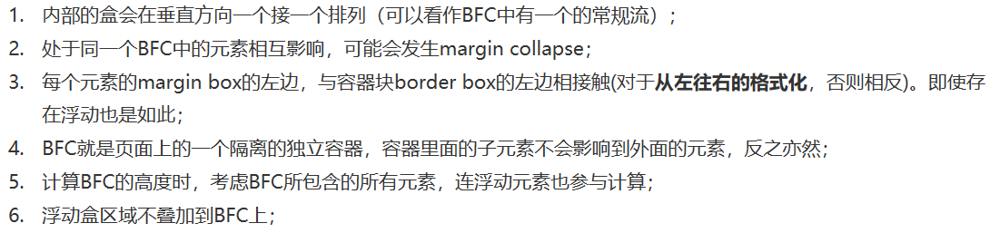 1. 内部的盒会在垂直方向一个接一个排列（可以看作BFC中有一个的常规流）;
2. 处于同一个BFC中的元素相互影响，可能会发生margin collapse；
3. 每个元素的margin box的左边，与容器块border box的左边相接触(对于从左往右的格式化，否则相反)。即使存
在浮动也是如此；
4. BFC就是页面上的一个隔离的独立容器，容器里面的子元素不会影响到外面的元素，反之亦然；
5. 计算BFC的高度时，考虑BFC所包含的所有元素，连浮动元素也参与计算；
6. 浮动盒区域不叠加到BFC上；